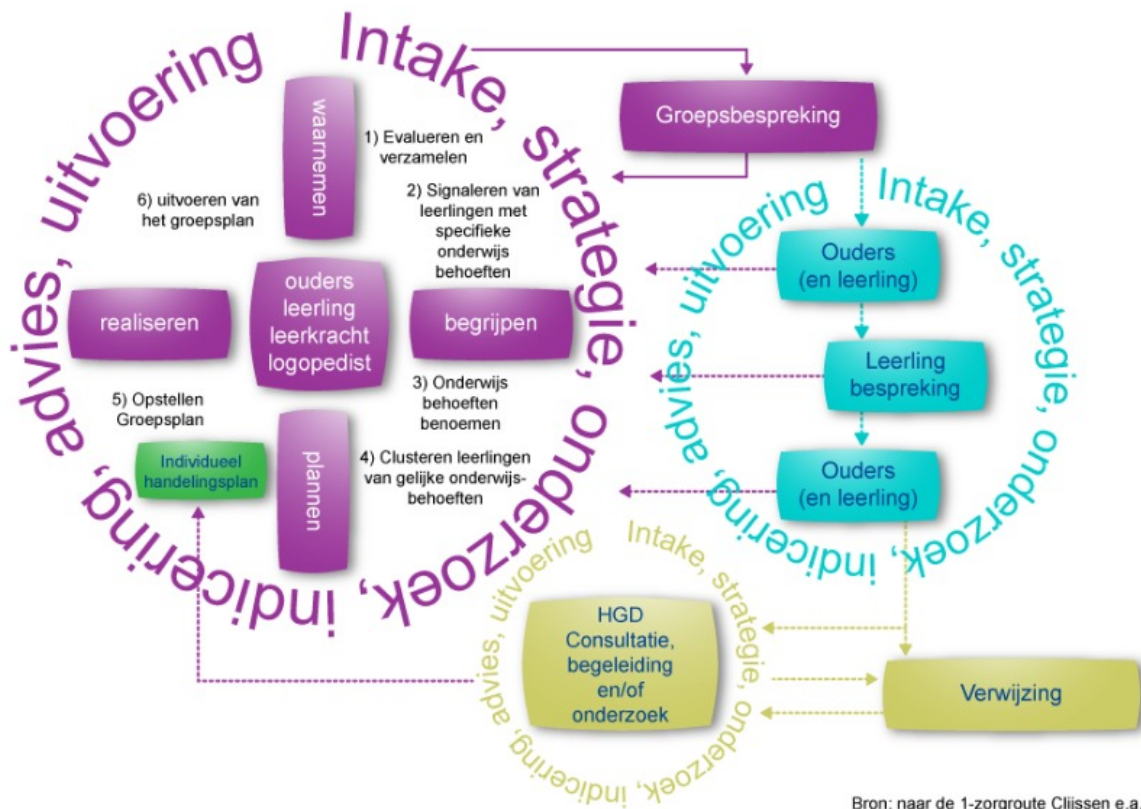 Intake, strategie, onderzoek, indicering, advies, uitvoering
waarnemen
1) Evalueren en
verzamelen
2) Signaleren van
leerlingen met
specifieke
onderwijs
behoeften
6) uitvoeren van
het groepsplan
realiseren
ouders
leerling
leerkracht
logopedist
begrijpen
3) Onderwijs
behoeften
benoemen
5) Opstellen
Groepsplan
Individueel
handelingsplan
plannen
4) Clusteren leerlingen
van gelijke onderwijs-
behoeften
Groepsbespreking
Intake, strategie, onderzoek, indicering, advies, uitvoering
Ouders
(en leerling)
Leerling
bespreking
Ouders
(en leerling)
Intake, strategie, onderzoek, indicering, advies, uitvoering
HGD
Consultatie,
begeleiding
en/of
onderzoek
Verwijzing
Bron: naar de 1-zorgroute Clijssen e.a.